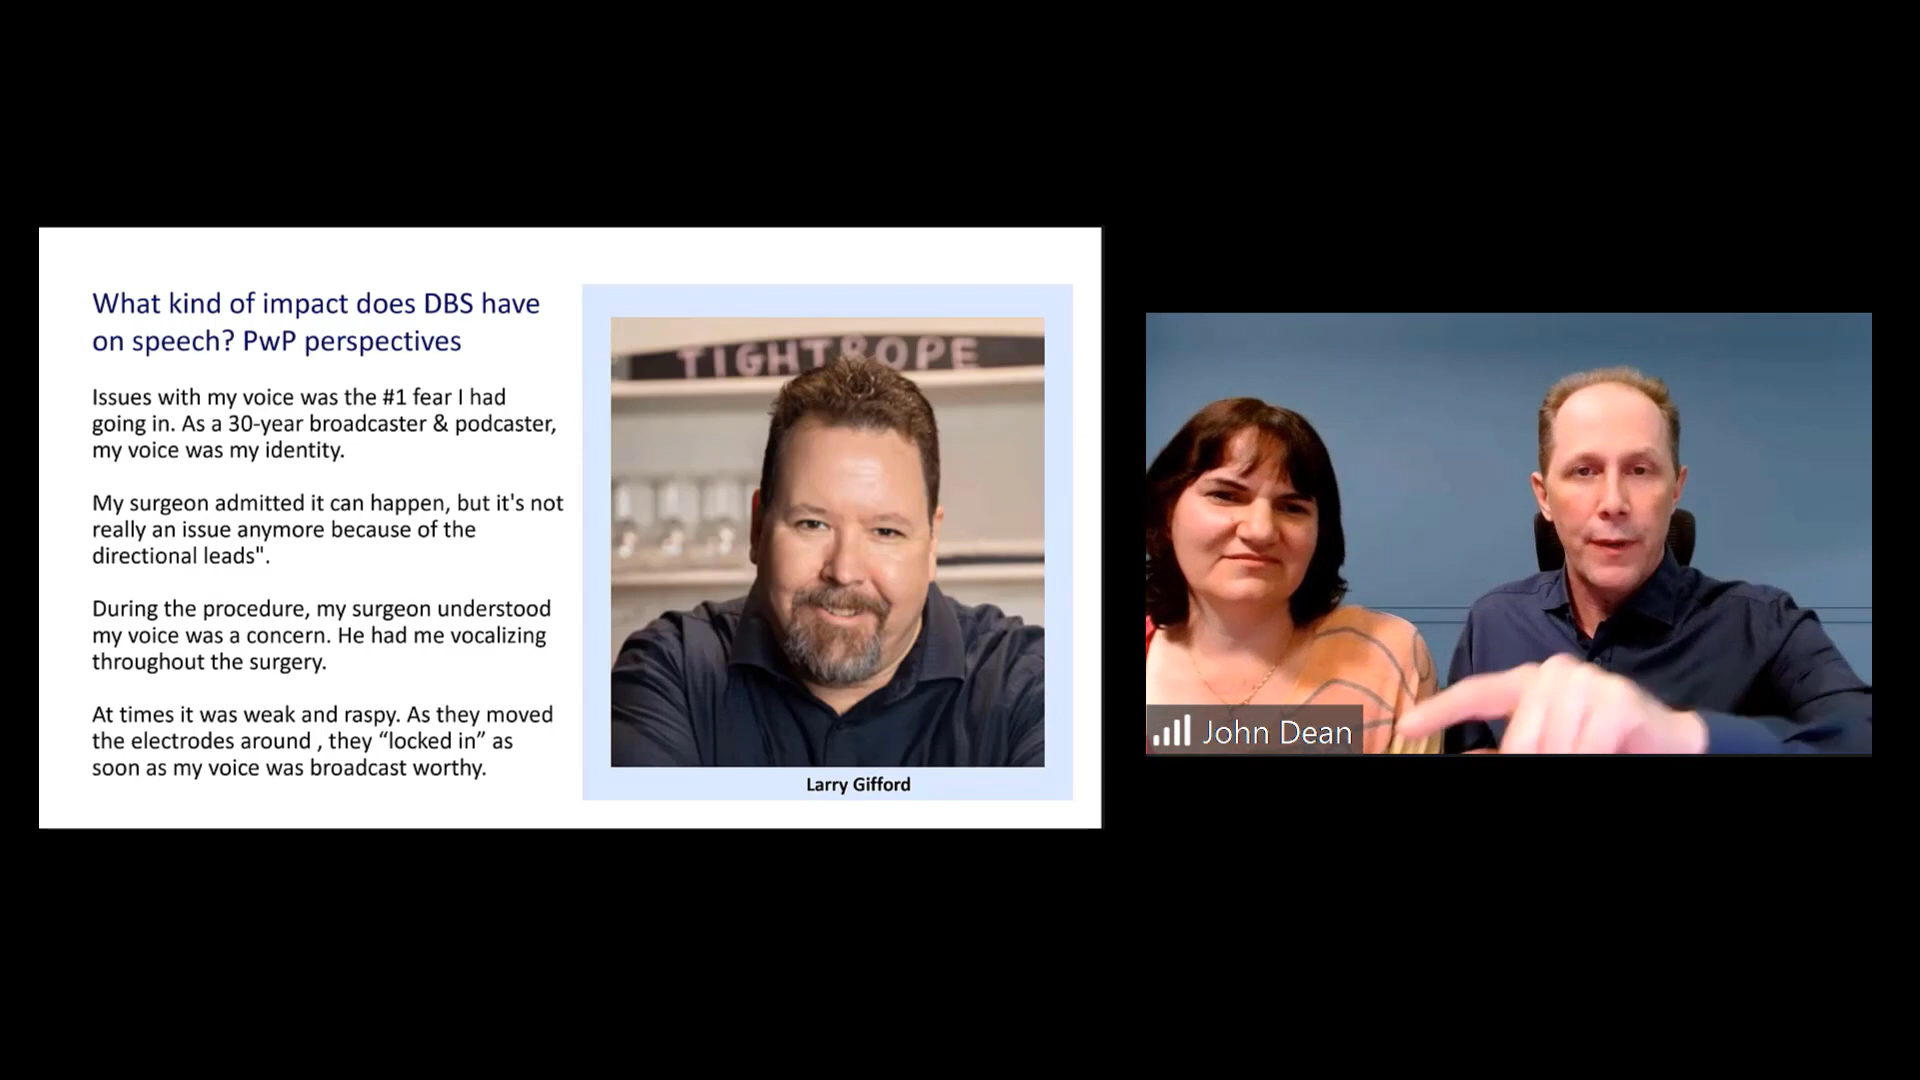 What kind of impact does DBS have
on speech? PwP perspectives
Issues with my voice was the #1 fear I had
going in. As a 30-year broadcaster & podcaster,
my voice was my identity.
My surgeon admitted it can happen, but it's not
really an issue anymore because of the
directional leads".
During the procedure, my surgeon understood
my voice was a concern. He had me vocalizing
throughout the surgery.
At times it was weak and raspy. As they moved
the electrodes around , they “locked in” as
soon as my voice was broadcast worthy.
TIGHTROPE
Larry Gifford
John Dean